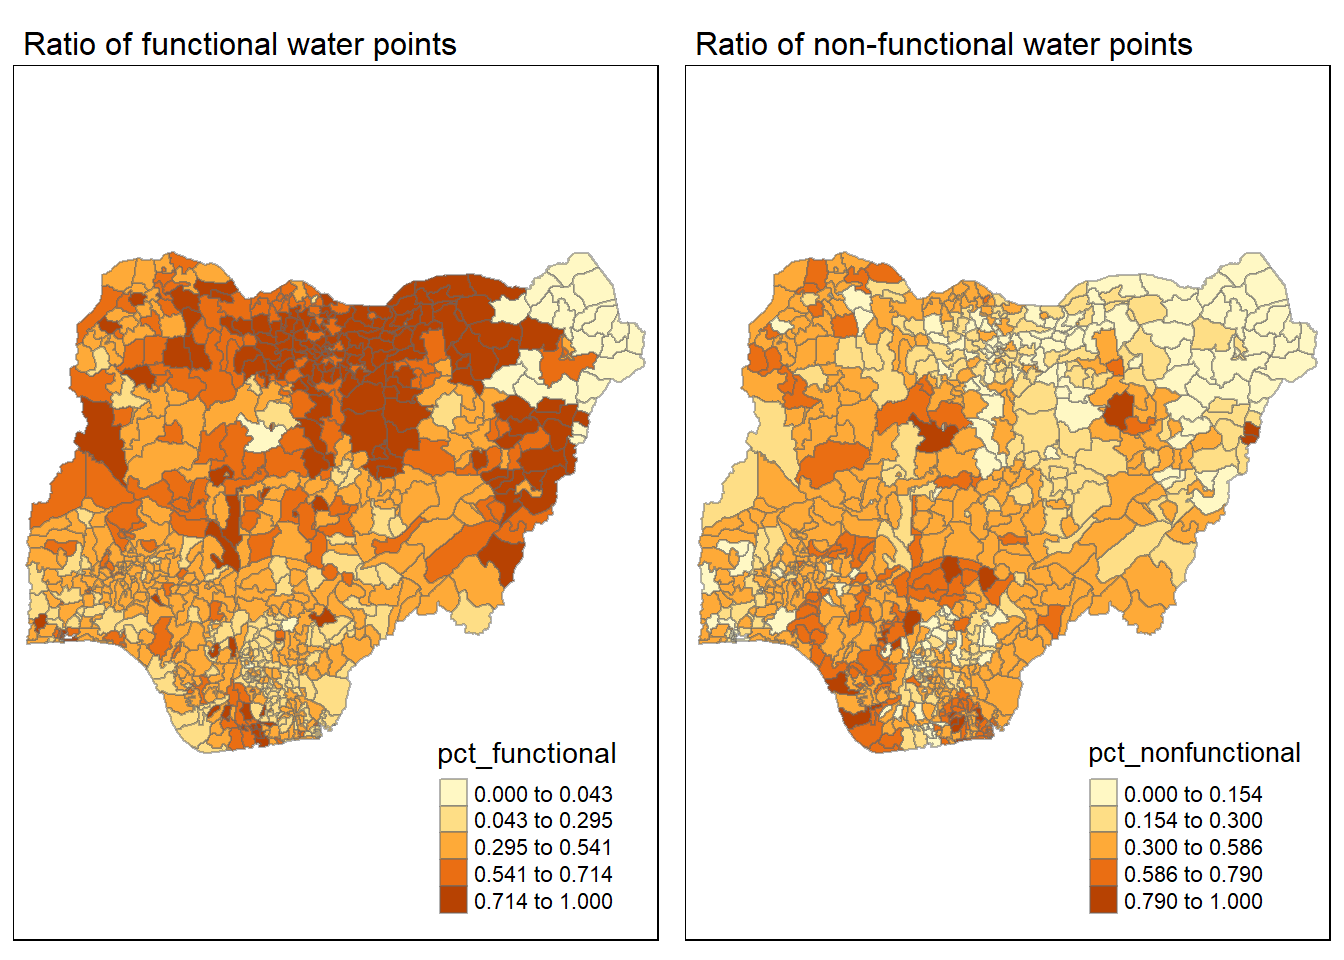 Ratio of functional water points
Ratio of non-functional water points
pct_functional
0.000 to 0.043
0.043 to 0.295
0.295 to 0.541
0.541 to 0.714
0.714 to 1.000
pct_nonfunctional
0.000 to 0.154
0.154 to 0.300
0.300 to 0.586
0.586 to 0.790
0.790 to 1.000